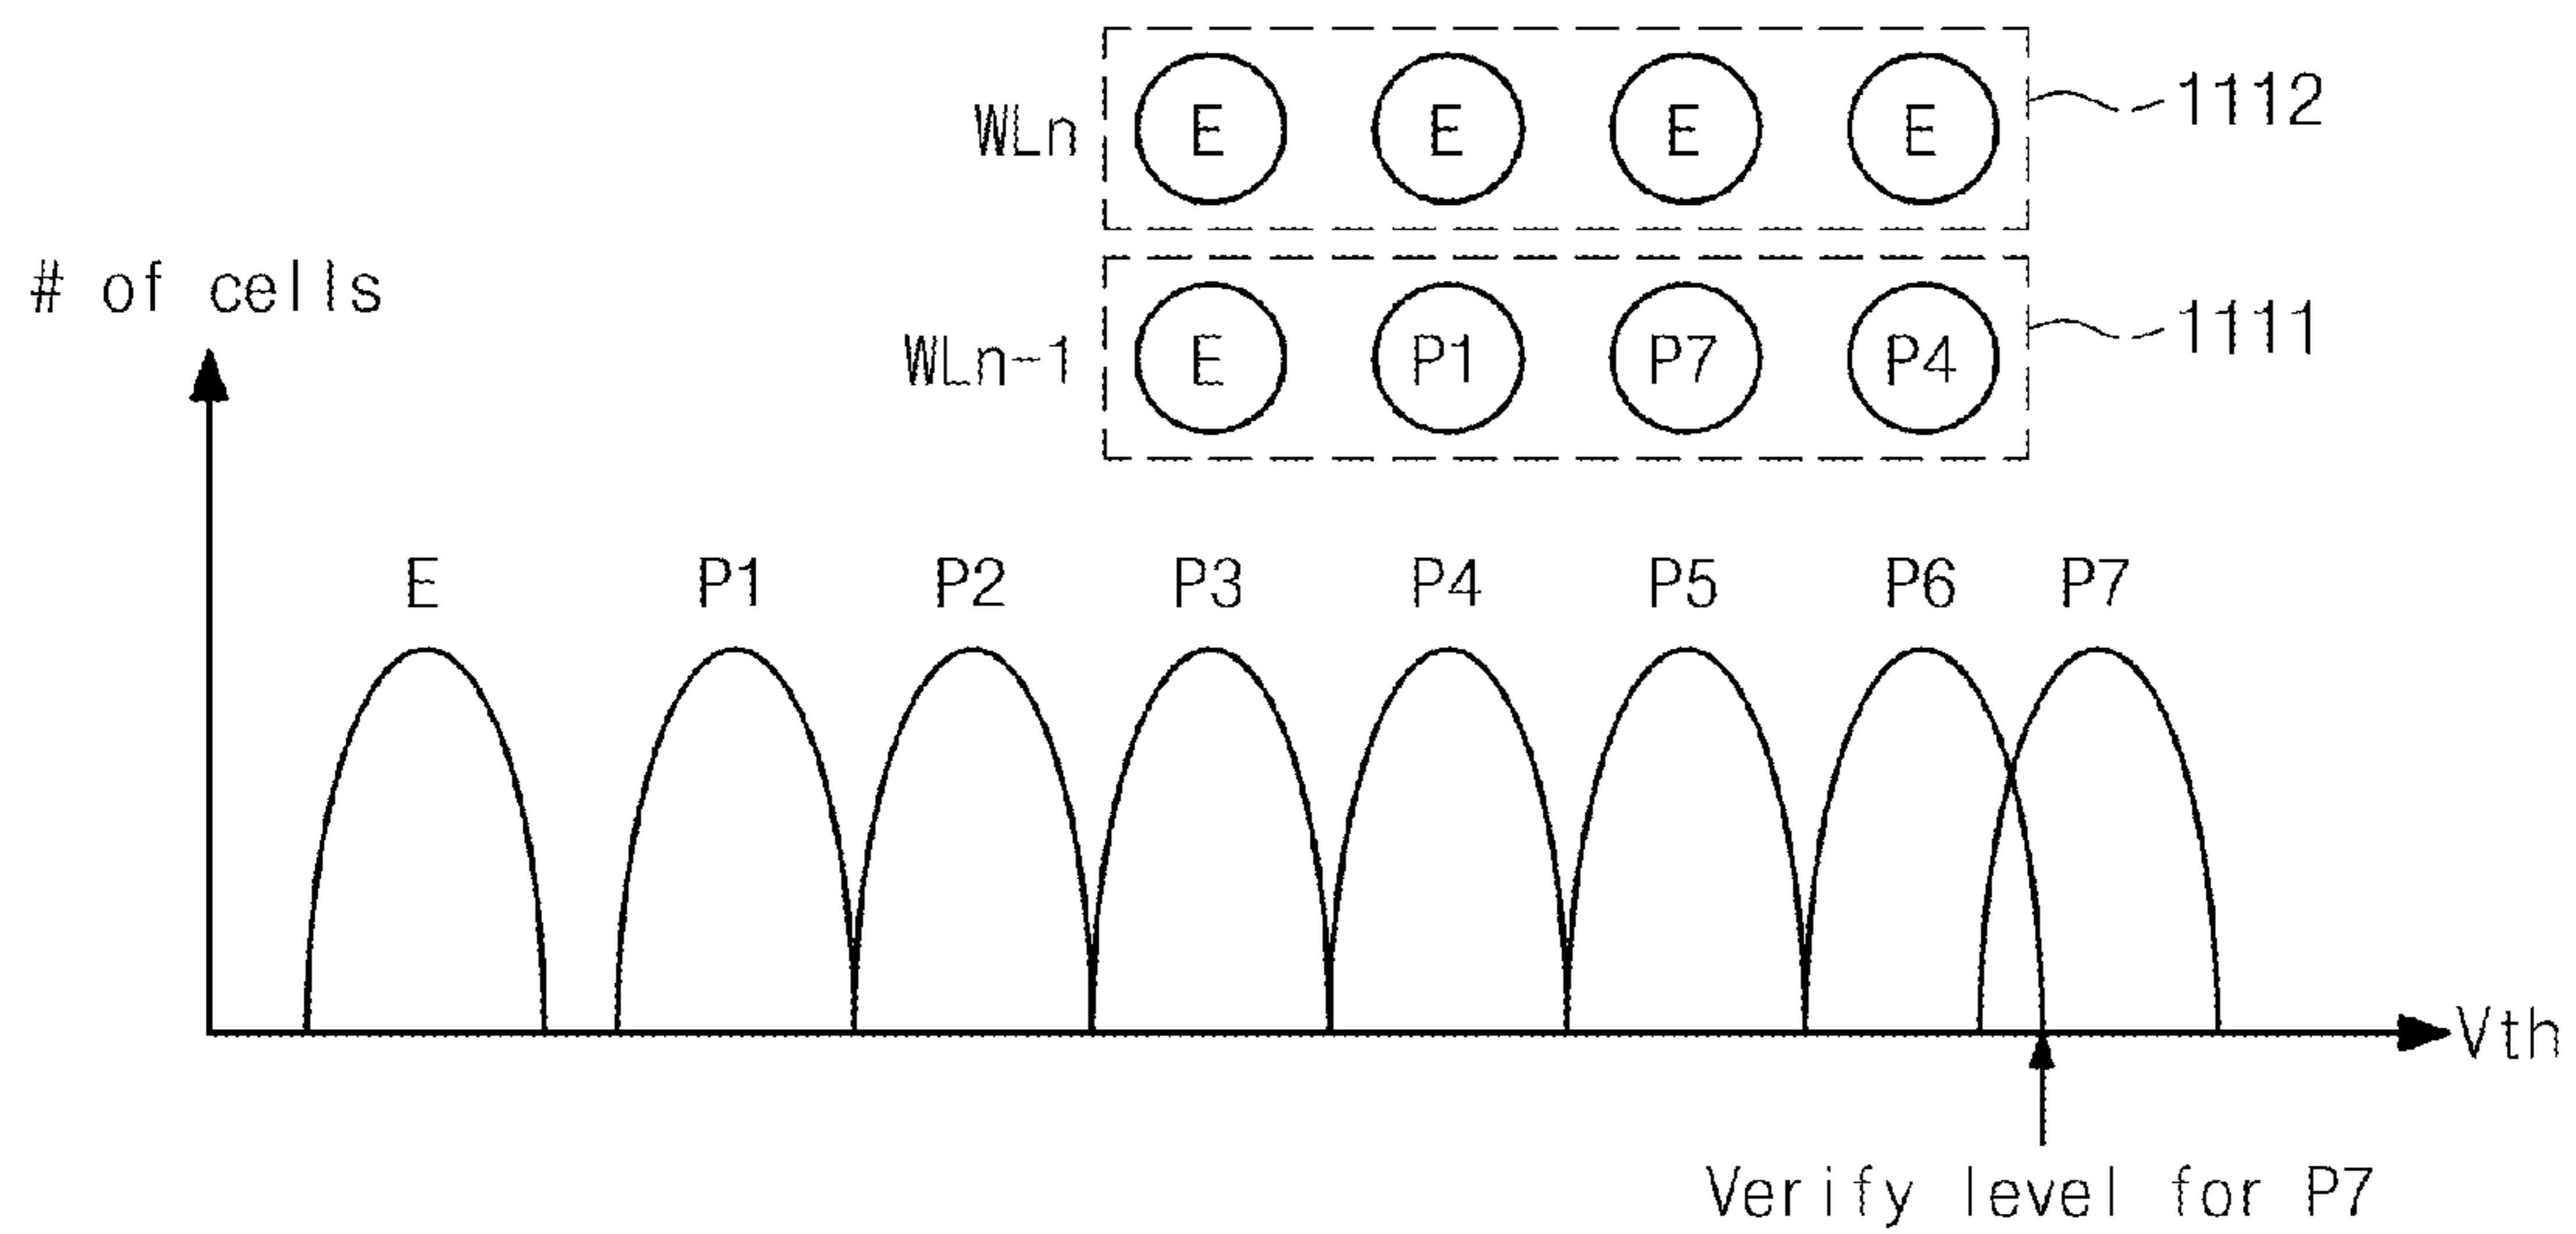 WLn E E E E 1112
# of cells
WLn-1 E P1 P7 P4 1111
E P1 P2 P3 P4 P5 P6 P7
Vth
Verify level for P7